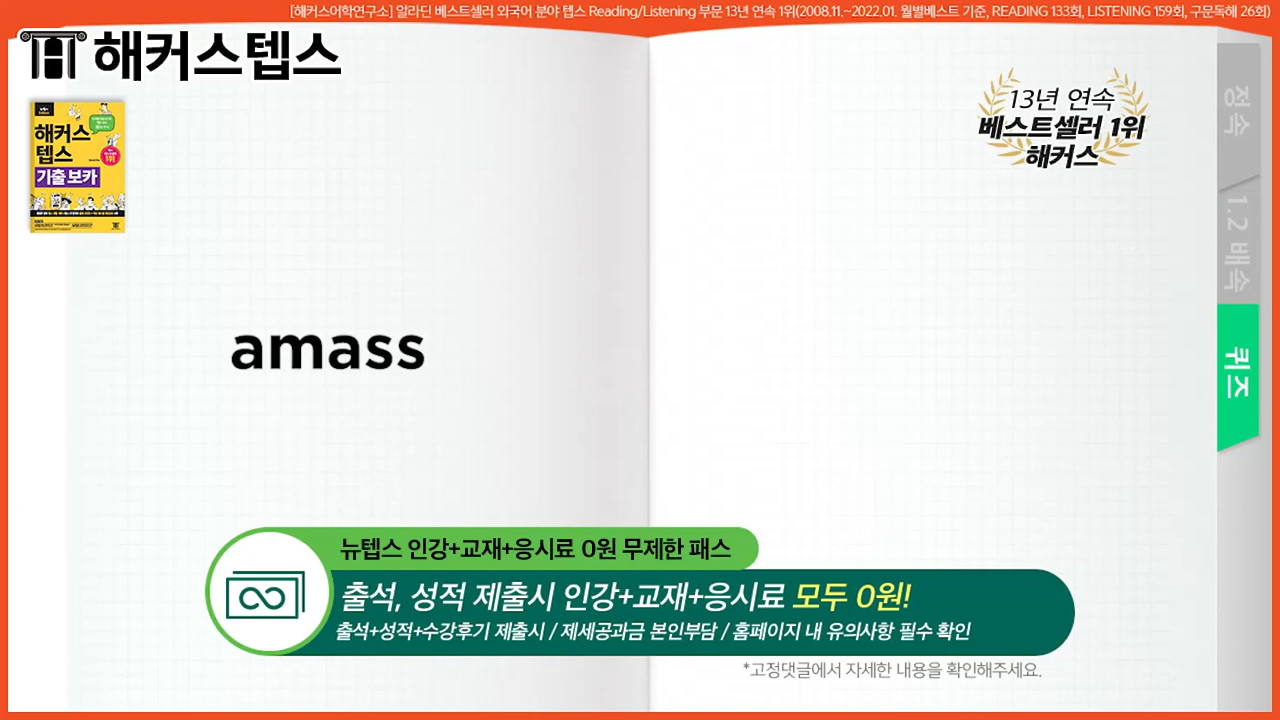 [해커스어학연구소] 알라딘 베스트셀러 외국어 분야 텝스 Reading/Listening 부문 13년 연속 1위(2008.11.~2022.01. 월별베스트 기준, READING 133회, LISTENING 159회, 구문독해 26회)
해커스텝스
해커스
텝스
기출 보카
13년 연속
베스트셀러 1위
해커스
정속
1.2 배속
퀴즈
amass
뉴텝스 인강+교재+응시료 0원 무제한 패스
출석, 성적 제출시 인강+교재+응시료 모두 0원!
출석+성적+수강후기 제출시 / 제세공과금 본인부담 / 홈페이지 내 유의사항 필수 확인
*고정댓글에서 자세한 내용을 확인해주세요.